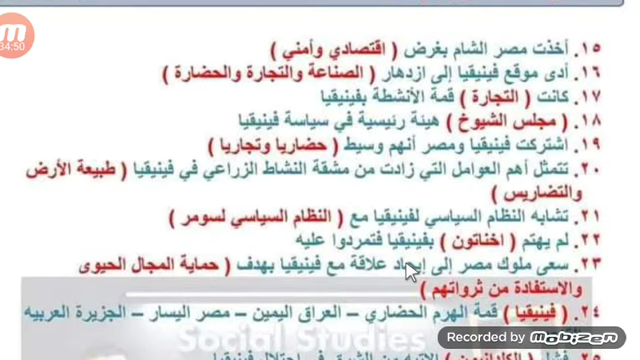 34:50
١٥. أخذت مصر الشام بغرض ( اقتصادي وأمني )
١٦. أدى موقع فينيقيا إلى ازدهار ( الصناعة والتجارة والحضارة )
١٧. كانت ( التجارة ) قمة الأنشطة بفينيقيا
١٨. ( مجلس الشيوخ ) هيئة رئيسية في سياسة فينيقيا
١٩. اشتركت فينيقيا ومصر أنهم وسيط ( حضاريا وتجاريا )
٢٠. تتمثل أهم العوامل التي زادت من مشقة النشاط الزراعي في فينيقيا ( طبيعة الأرض
والتضاريس )
٢١. تشابه النظام السياسي لفينيقيا مع ( النظام السياسي لسومر )
٢٢. لم يهتم ( اخناتون ) بفينيقيا فتمردوا عليه
٢٣. سعى ملوك مصر إلى إيجاد علاقة مع فينيقيا بهدف ( حماية المجال الحيوى
والاستفادة من ثرواتهم )
٢٤. ( فينيقيا ) قمة الهرم الحضاري – العراق اليمين – مصر اليسار – الجزيرة العربيه
Social Studies
Recorded by mobizen